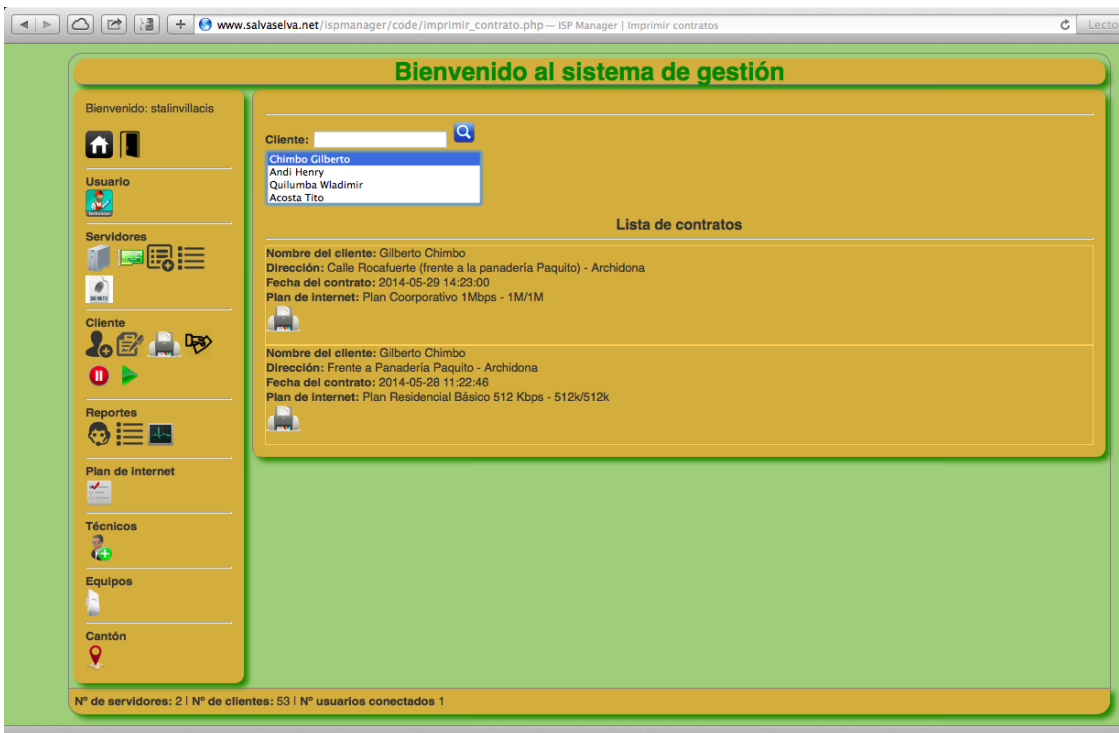 www.salvaselva.net/ispmanager/code/imprimir_contrato.php — ISP Manager | Imprimir contratos
Lecto
Bienvenido al sistema de gestión
Bienvenido: stalinvillacis
Usuario
Servidores
Cliente
Reportes
Plan de internet
Técnicos
Equipos
Cantón
Cliente:
Chimbo Gilberto
Andi Henry
Quilumba Wladimir
Acosta Tito
Lista de contratos
Nombre del cliente: Gilberto Chimbo
Dirección: Calle Rocafuerte (frente a la panadería Paquito) - Archidona
Fecha del contrato: 2014-05-29 14:23:00
Plan de internet: Plan Coorporativo 1Mbps - 1M/1M
Nombre del cliente: Gilberto Chimbo
Dirección: Frente a Panadería Paquito - Archidona
Fecha del contrato: 2014-05-28 11:22:46
Plan de internet: Plan Residencial Básico 512 Kbps - 512k/512k
Nº de servidores: 2 | Nº de clientes: 53 | Nº usuarios conectados 1